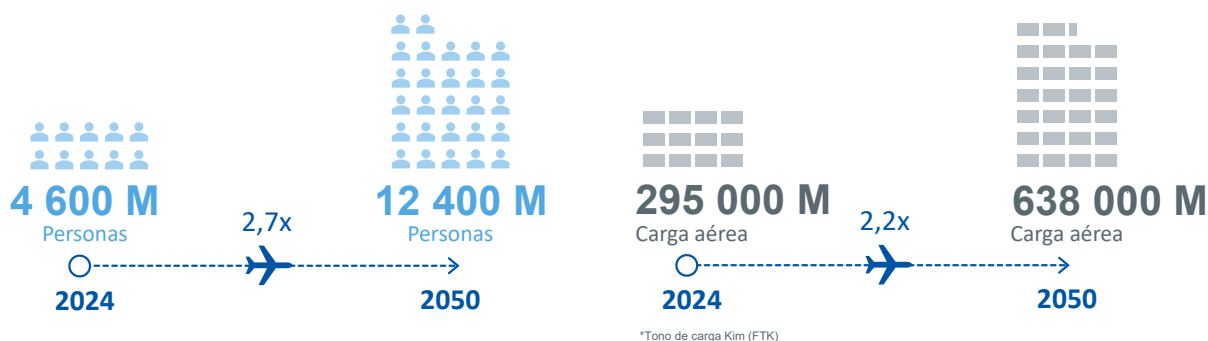 4 600 M
Personas
2,7x
12 400 M
Personas
2024
2050
295 000 M
Carga aérea
2,2x
638 000 M
Carga aérea
2024
2050
*Tono de carga Kim (FTK)